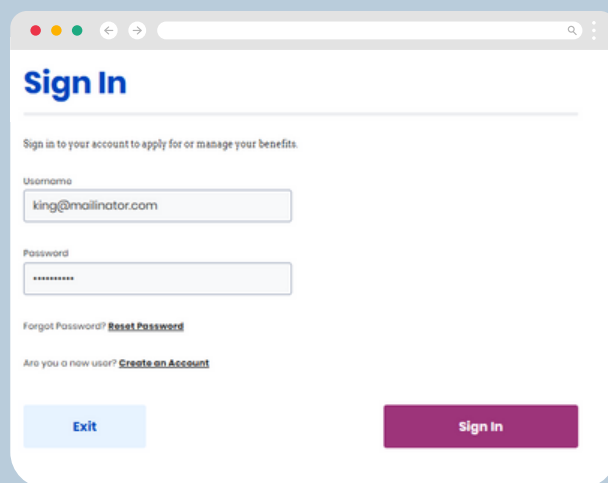 Sign In
Sign in to your account to apply for or manage your benefits.
Username
king@mailinator.com
Password
••••••••••
Forgot Password? Reset Password
Are you a new user? Create an Account
Exit
Sign In